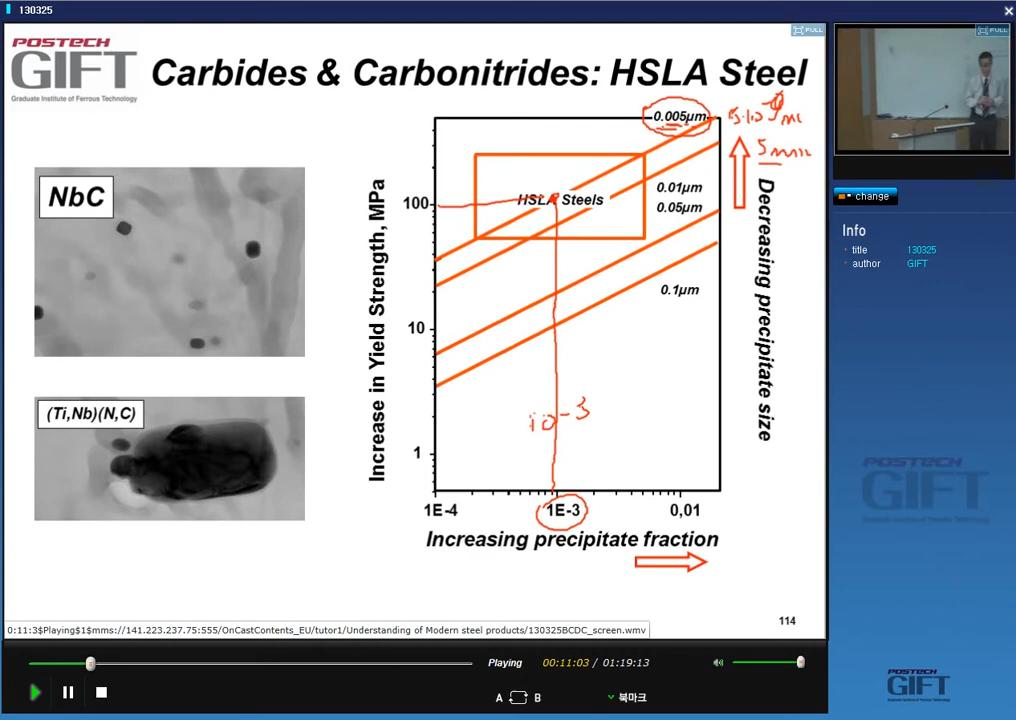 130325
POSTECH
GIFT
Graduate Institute of Ferrous Technology
Carbides & Carbonitrides: HSLA Steel
FULL
FULL
NbC
(Ti,Nb)(N,C)
Increase in Yield Strength, MPa
100
10
1
0.005µm
5 nm
HSLA Steels
0.01µm
0.05µm
0.1µm
Decreasing precipitate size
10-3
1E-4
1E-3
0,01
Increasing precipitate fraction
114
change
Info
title 130325
author GIFT
POSTECH
GIFT
0:11:3$Playing$1$mms://141.223.237.75:555/OnCastContents_EU/tutor1/Understanding of Modern steel products/130325BCDC_screen.wmv
Playing
00:11:03 / 01:19:13
A B
북마크
POSTECH
GIFT